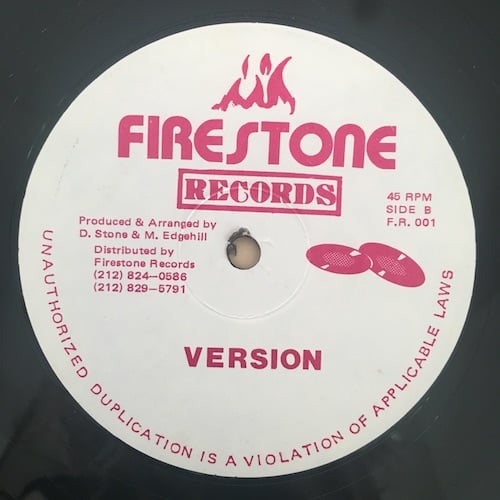 FIRESTONE
RECORDS
45 RPM
SIDE B
F.R. 001
Produced & Arranged by
D. Stone & M. Edgehill
Distributed by
Firestone Records
(212) 824-0586
(212) 829-5791
VERSION
UNAUTHORIZED DUPLICATION IS A VIOLATION OF APPLICABLE LAWS